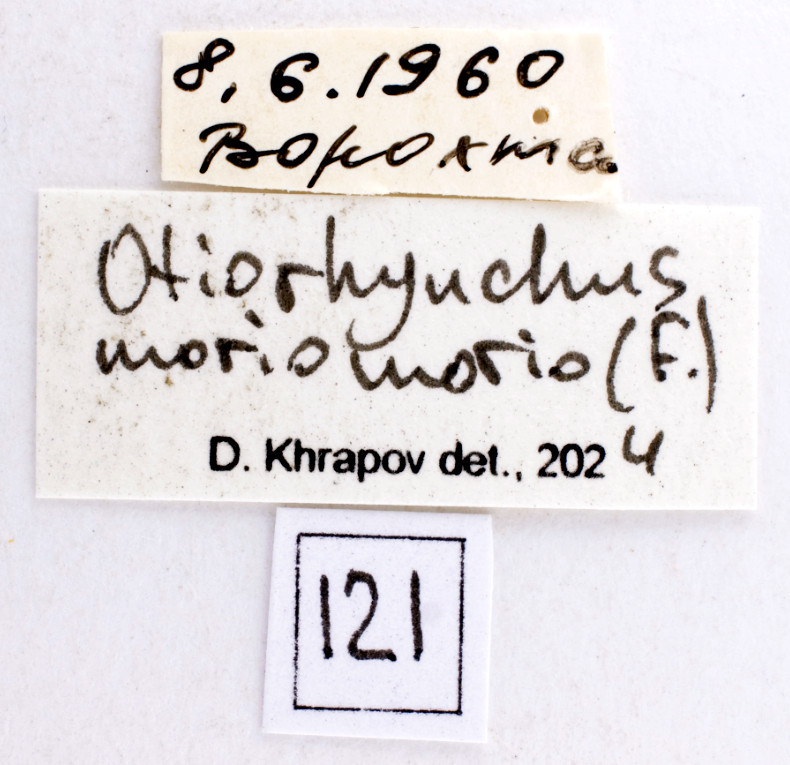 8. 6. 1960
Ворохта
Otiorhynchus
morio morio (F.)
D. Khrapov det., 2024
121